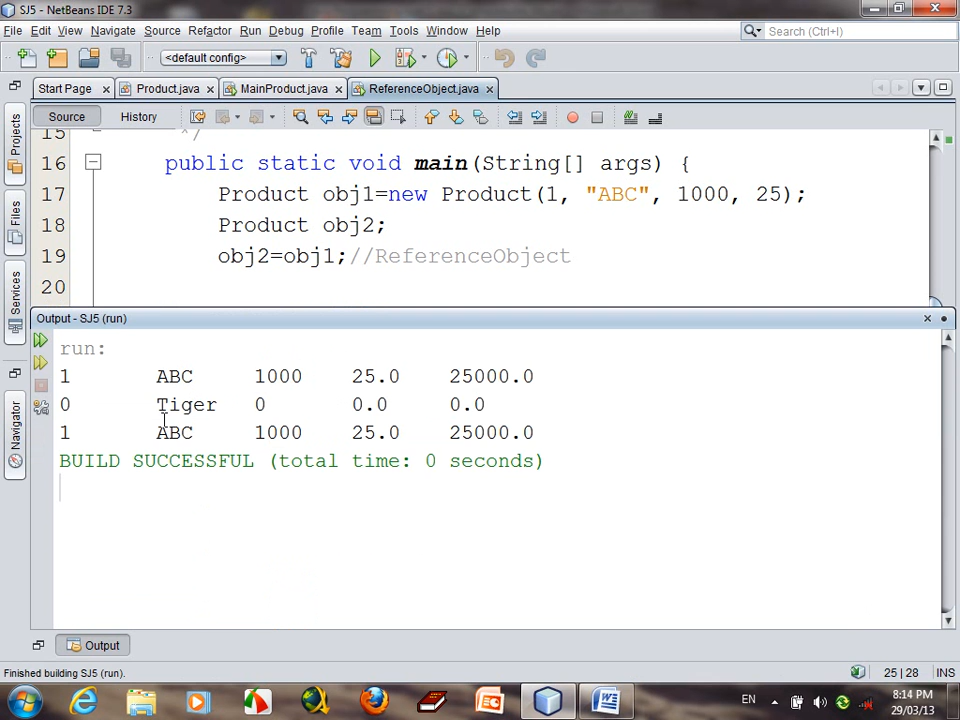 SJ5 - NetBeans IDE 7.3
File Edit View Navigate Source Refactor Run Debug Profile Team Tools Window Help
Search (Ctrl+I)
<default config>
Start Page
Product.java
MainProduct.java
ReferenceObject.java
Source
History
Projects
Files
Services
Navigator
15 */
16 public static void main(String[] args) {
17 Product obj1=new Product(1, "ABC", 1000, 25);
18 Product obj2;
19 obj2=obj1;//ReferenceObject
20
Output - SJ5 (run)
run:
1 ABC 1000 25.0 25000.0
0 Tiger 0 0.0 0.0
1 ABC 1000 25.0 25000.0
BUILD SUCCESSFUL (total time: 0 seconds)
Output
Finished building SJ5 (run).
25|28 INS
EN
8:14 PM
29/03/13